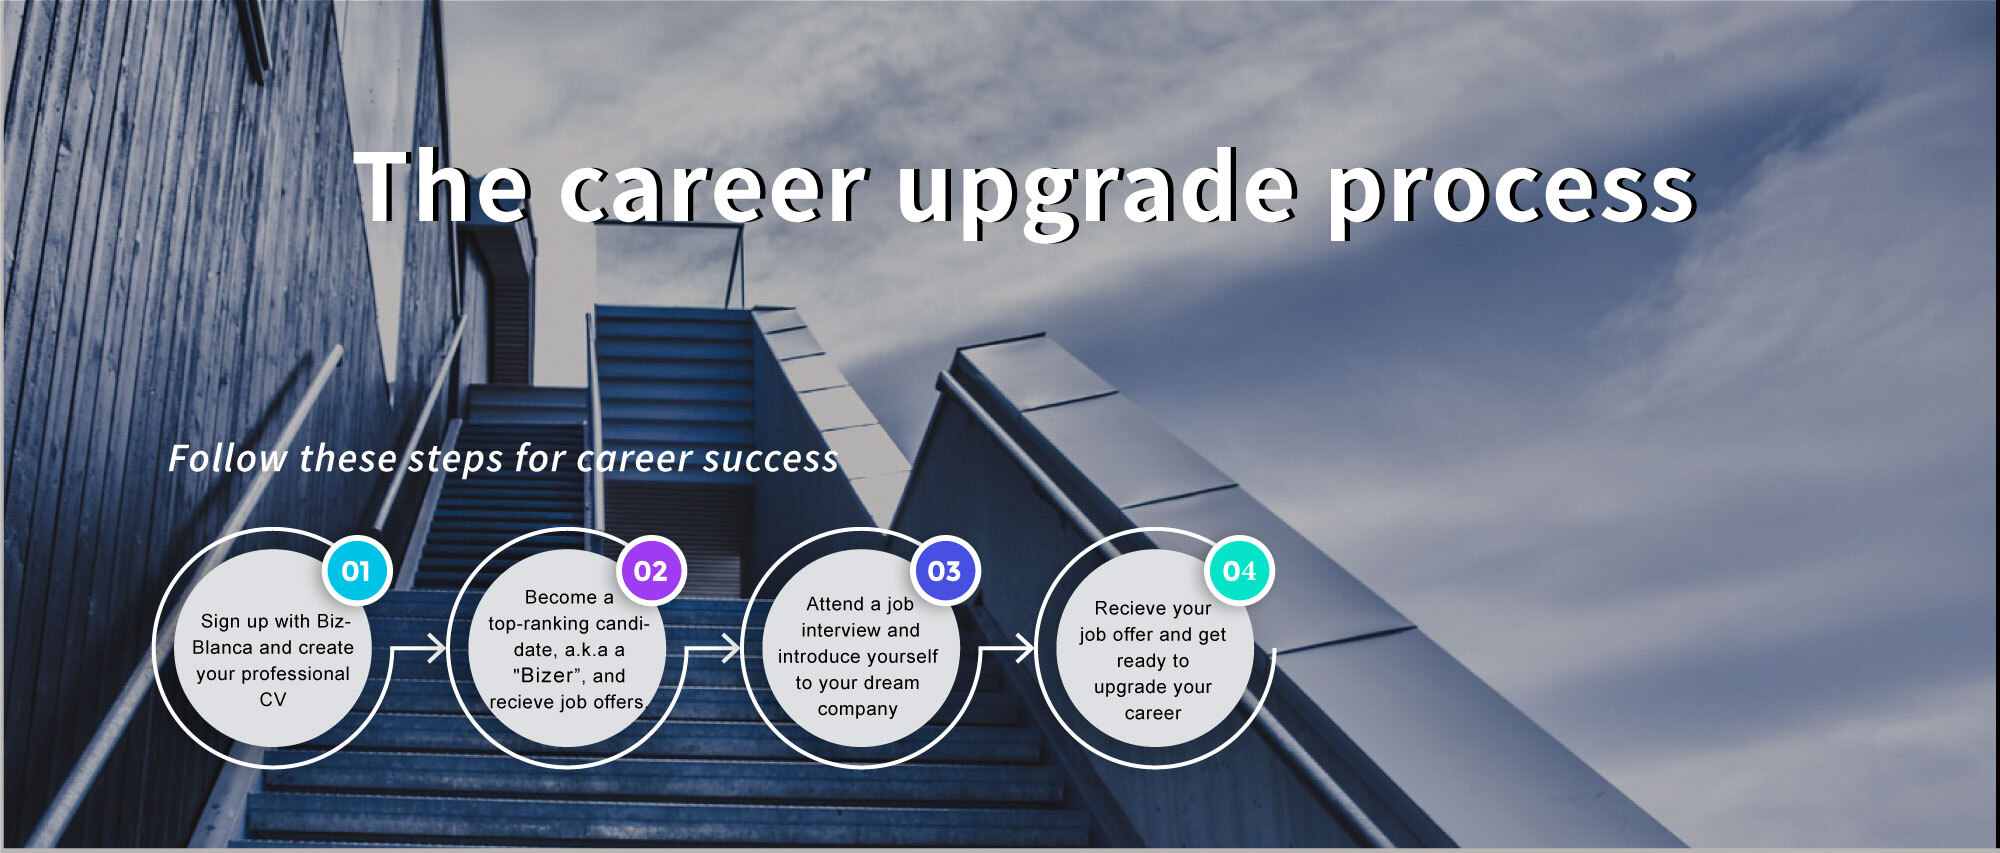 The career upgrade process
Follow these steps for career success
01
Sign up with Biz-
Blanca and create
your professional
CV
02
Become a
top-ranking candi-
date, a.k.a a
"Bizer”, and
recieve job offers.
03
Attend a job
interview and
introduce yourself
to your dream
company
04
Recieve your
job offer and get
ready to
upgrade your
career